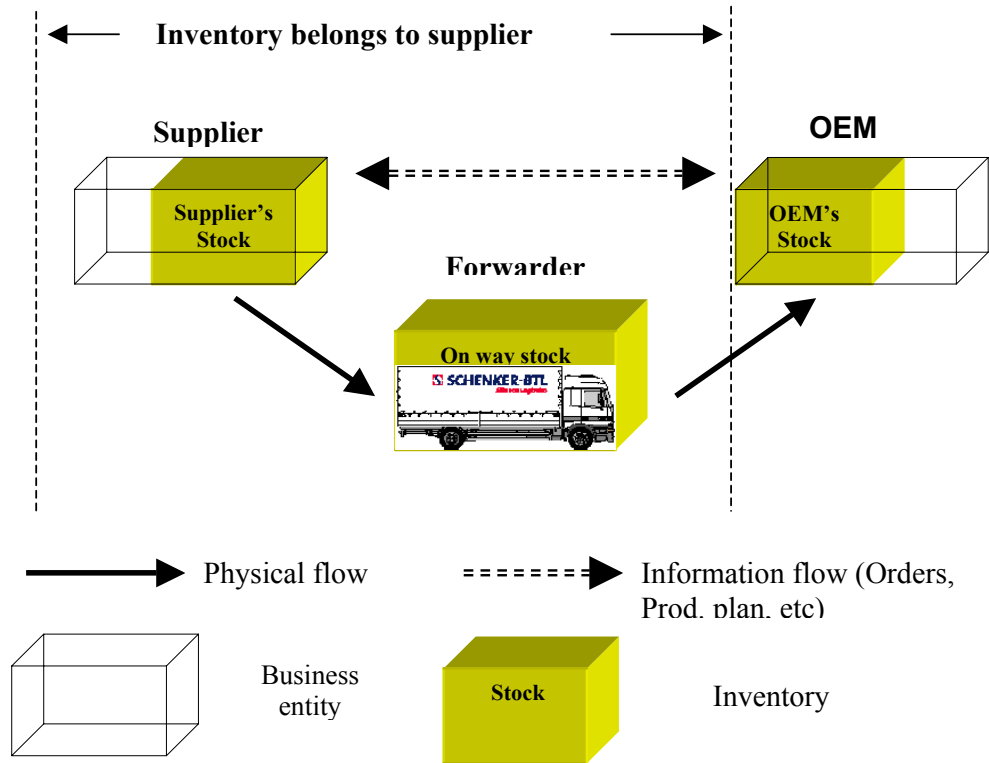 Inventory belongs to supplier
Supplier
OEM
Supplier's
Stock
OEM's
Stock
Forwarder
On way stock
SCHENKER-BTL
Physical flow
Information flow (Orders,
Prod. plan, etc)
Business
entity
Stock
Inventory